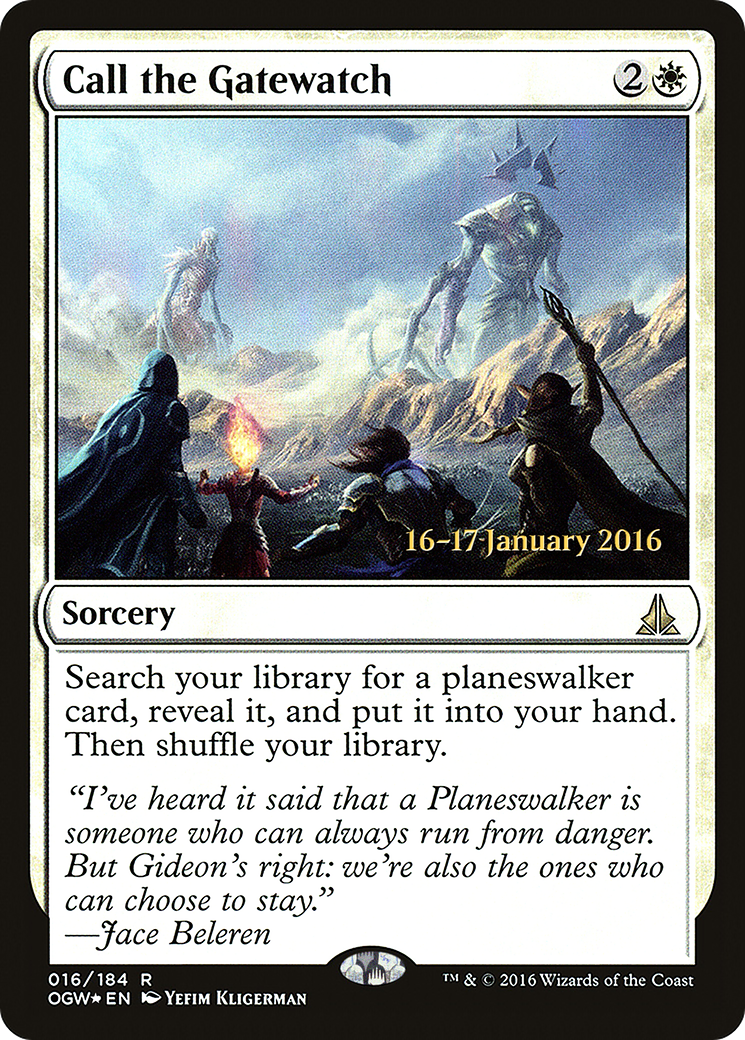 Call the Gatewatch
2
16–17 January 2016
Sorcery
Search your library for a planeswalker
card, reveal it, and put it into your hand.
Then shuffle your library.
“I’ve heard it said that a Planeswalker is
someone who can always run from danger.
But Gideon’s right: we’re also the ones who
can choose to stay.”
—Jace Beleren
016/184 R
OGW★EN Yefim Kligerman
™ & © 2016 Wizards of the Coast